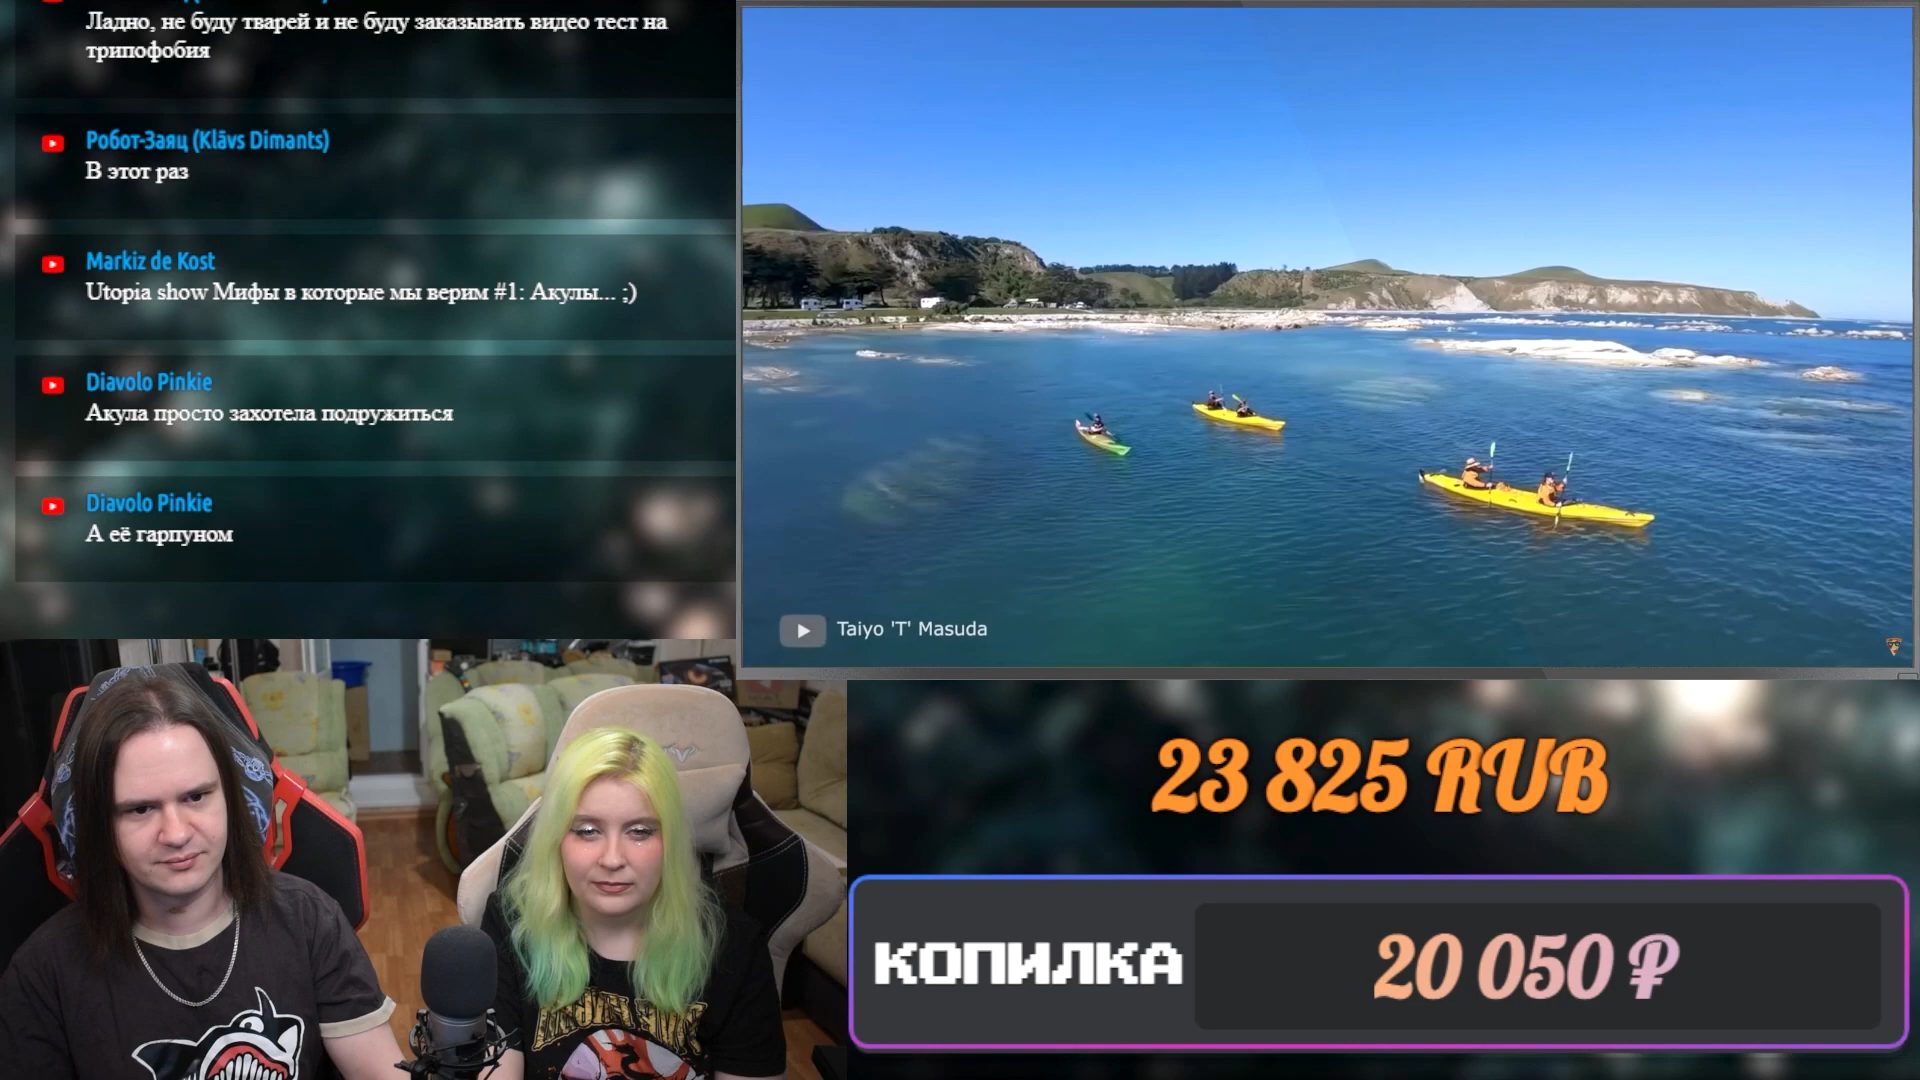 Ладно, не буду тварей и не буду заказывать видео тест на
трипофобия
Робот-Заяц (Klāvs Dimants)
В этот раз
Markiz de Kost
Utopia show Мифы в которые мы верим #1: Акулы... ;)
Diavolo Pinkie
Акула просто захотела подружиться
Diavolo Pinkie
А её гарпуном
Taiyo 'T' Masuda
23 825 RUB
КОПИЛКА
20 050 ₽